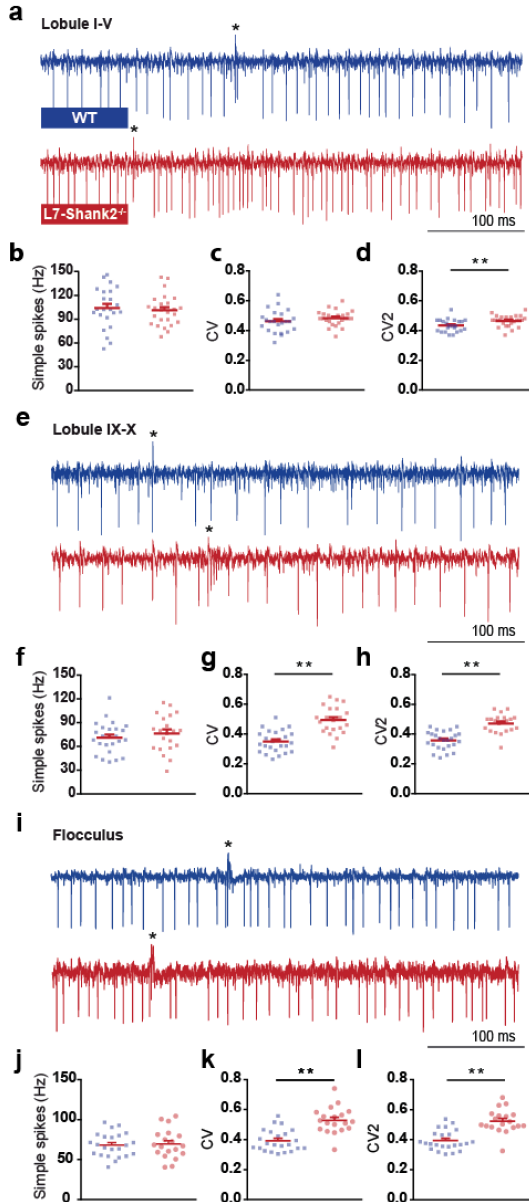 a
Lobule I-V
*
WT
*
L7-Shank2-/-
100 ms
b
Simple spikes (Hz)
150
120
90
60
30
0
c
CV
0.8
0.6
0.4
0.2
0.0
d
CV2
0.8
0.6
0.4
0.2
0.0
**
e
Lobule IX-X
*
*
100 ms
f
Simple spikes (Hz)
150
120
90
60
30
0
g
CV
0.8
0.6
0.4
0.2
0.0
**
h
CV2
0.8
0.6
0.4
0.2
0.0
**
i
Flocculus
*
*
100 ms
j
Simple spikes (Hz)
150
100
50
0
k
CV
0.8
0.6
0.4
0.2
0.0
**
l
CV2
0.8
0.6
0.4
0.2
0.0
**